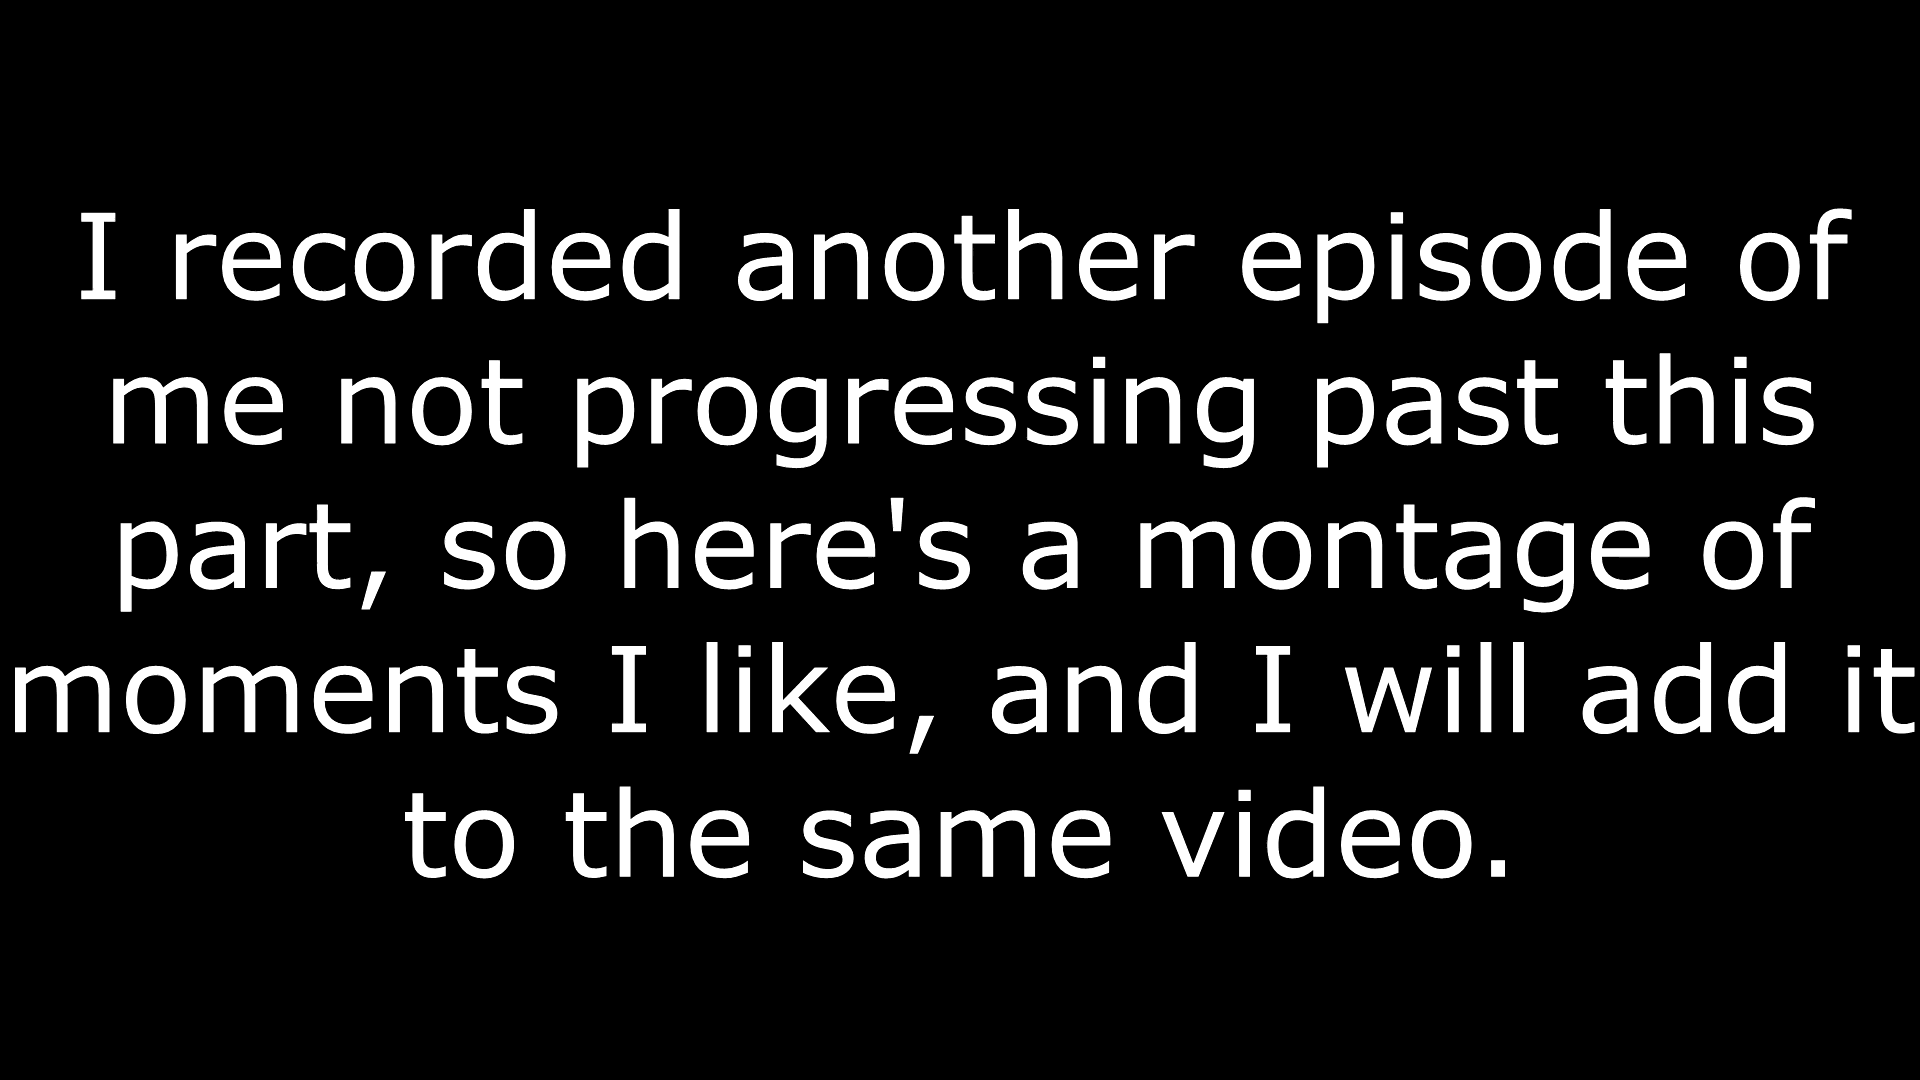 I recorded another episode of
me not progressing past this
part, so here's a montage of
moments I like, and I will add it
to the same video.